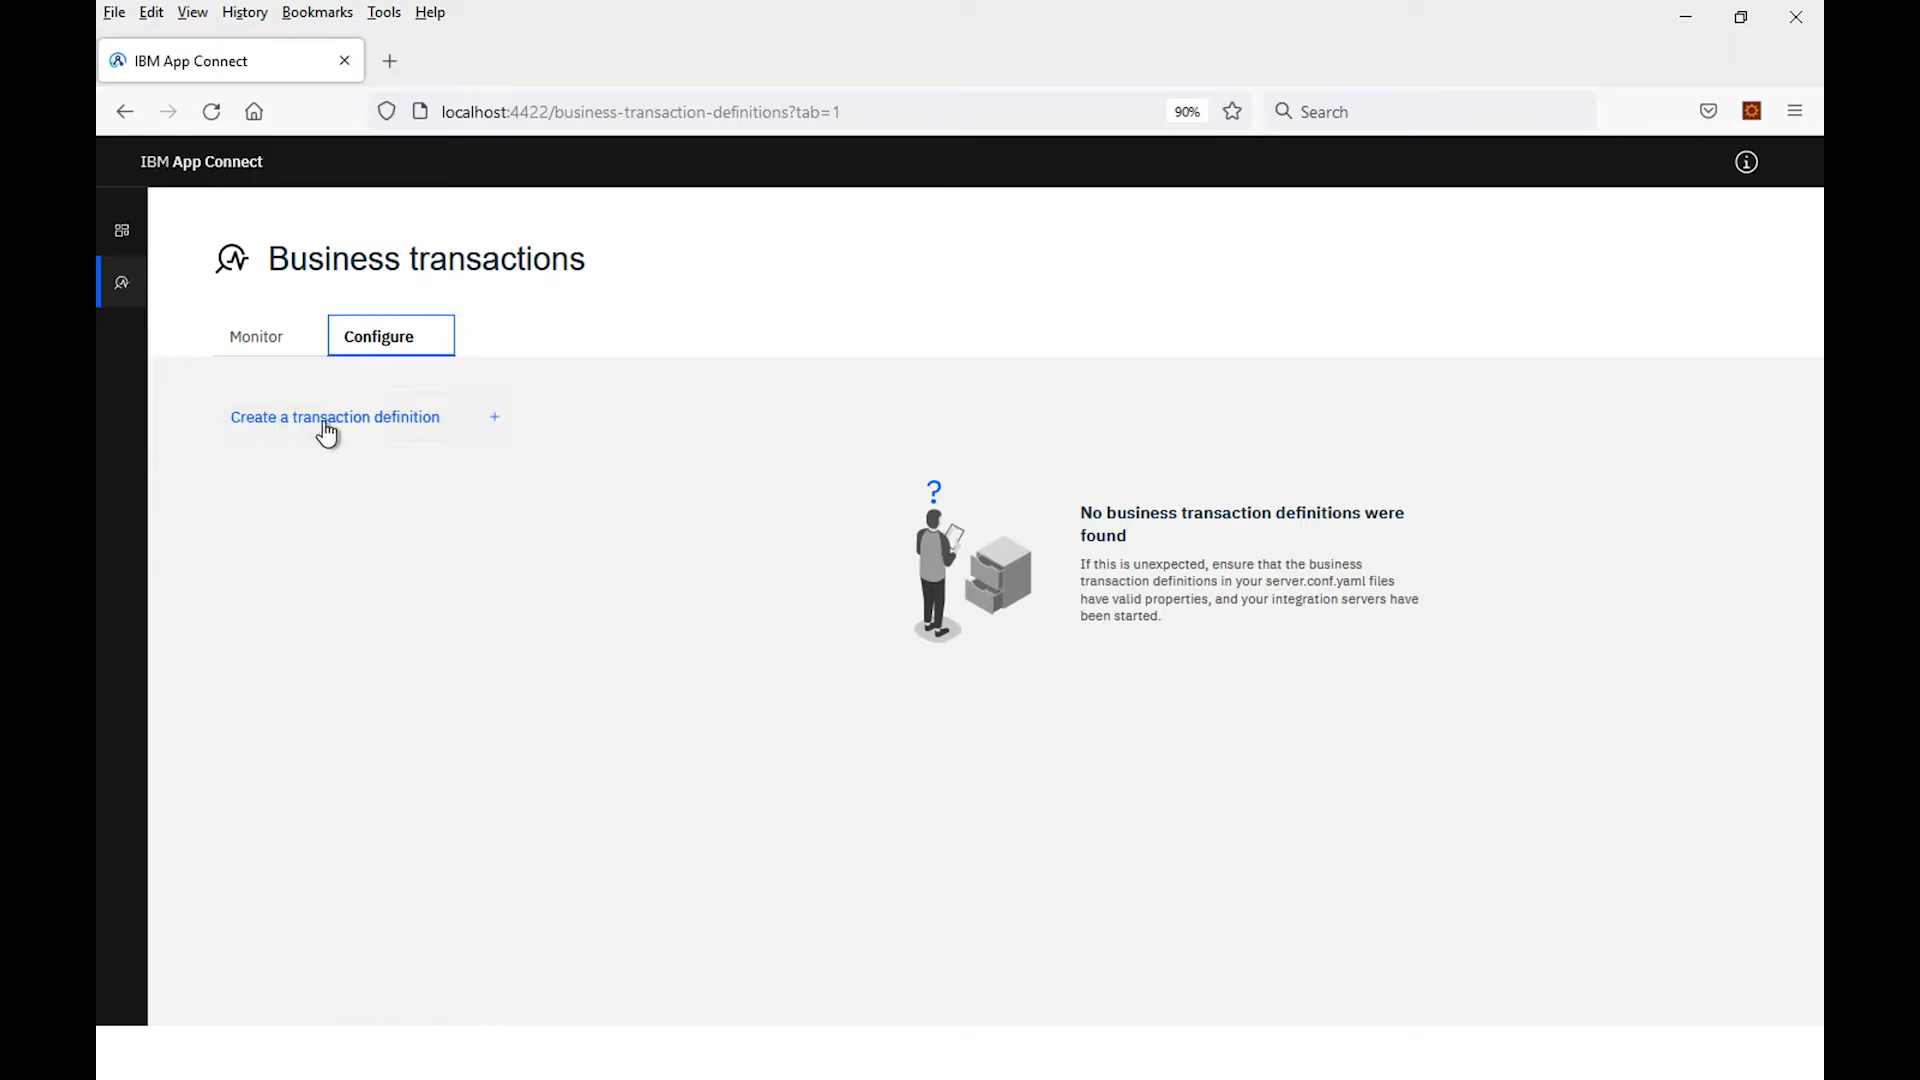 File Edit View History Bookmarks Tools Help
IBM App Connect
localhost:4422/business-transaction-definitions?tab=1
90%
Search
IBM App Connect
Business transactions
Monitor
Configure
Create a transaction definition +
?
No business transaction definitions were
found
If this is unexpected, ensure that the business
transaction definitions in your server.conf.yaml files
have valid properties, and your integration servers have
been started.